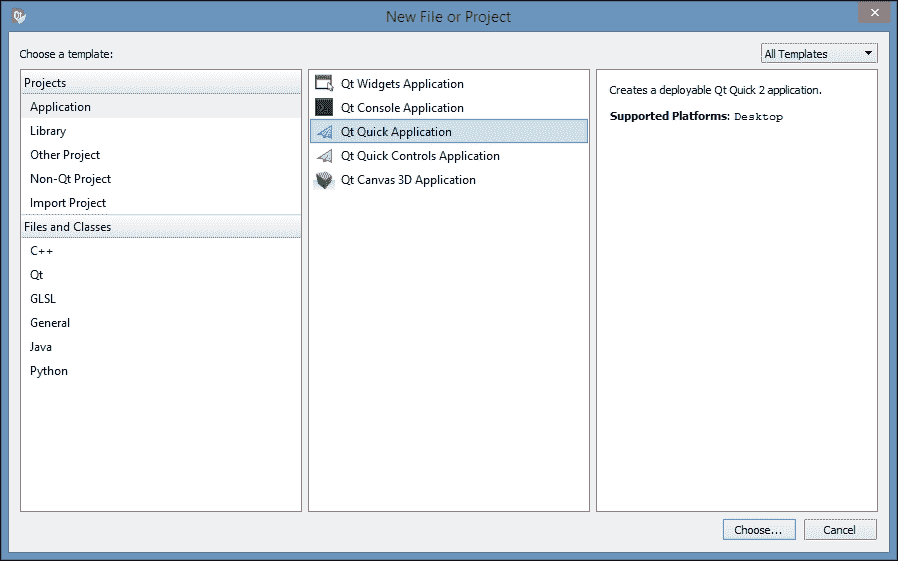 Qt
New File or Project
Choose a template:
All Templates
Projects
Application
Library
Other Project
Non-Qt Project
Import Project
Files and Classes
C++
Qt
GLSL
General
Java
Python
Qt Widgets Application
Qt Console Application
Qt Quick Application
Qt Quick Controls Application
Qt Canvas 3D Application
Creates a deployable Qt Quick 2 application.
Supported Platforms: Desktop
Choose...
Cancel